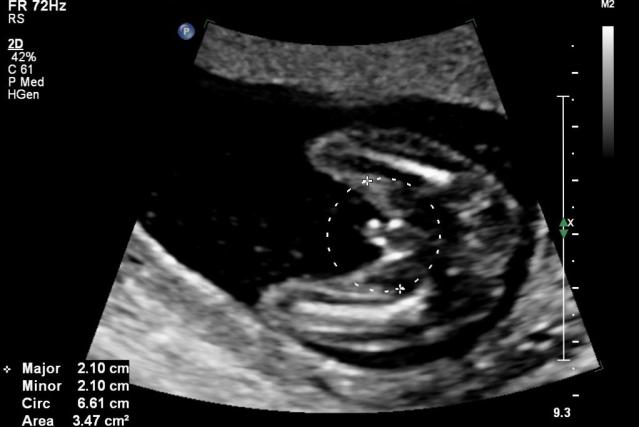 FR 72Hz
RS
M2
P
2D
42%
C 61
P Med
HGen
X
Major 2.10 cm
Minor 2.10 cm
Circ 6.61 cm
Area 3.47 cm²
9.3